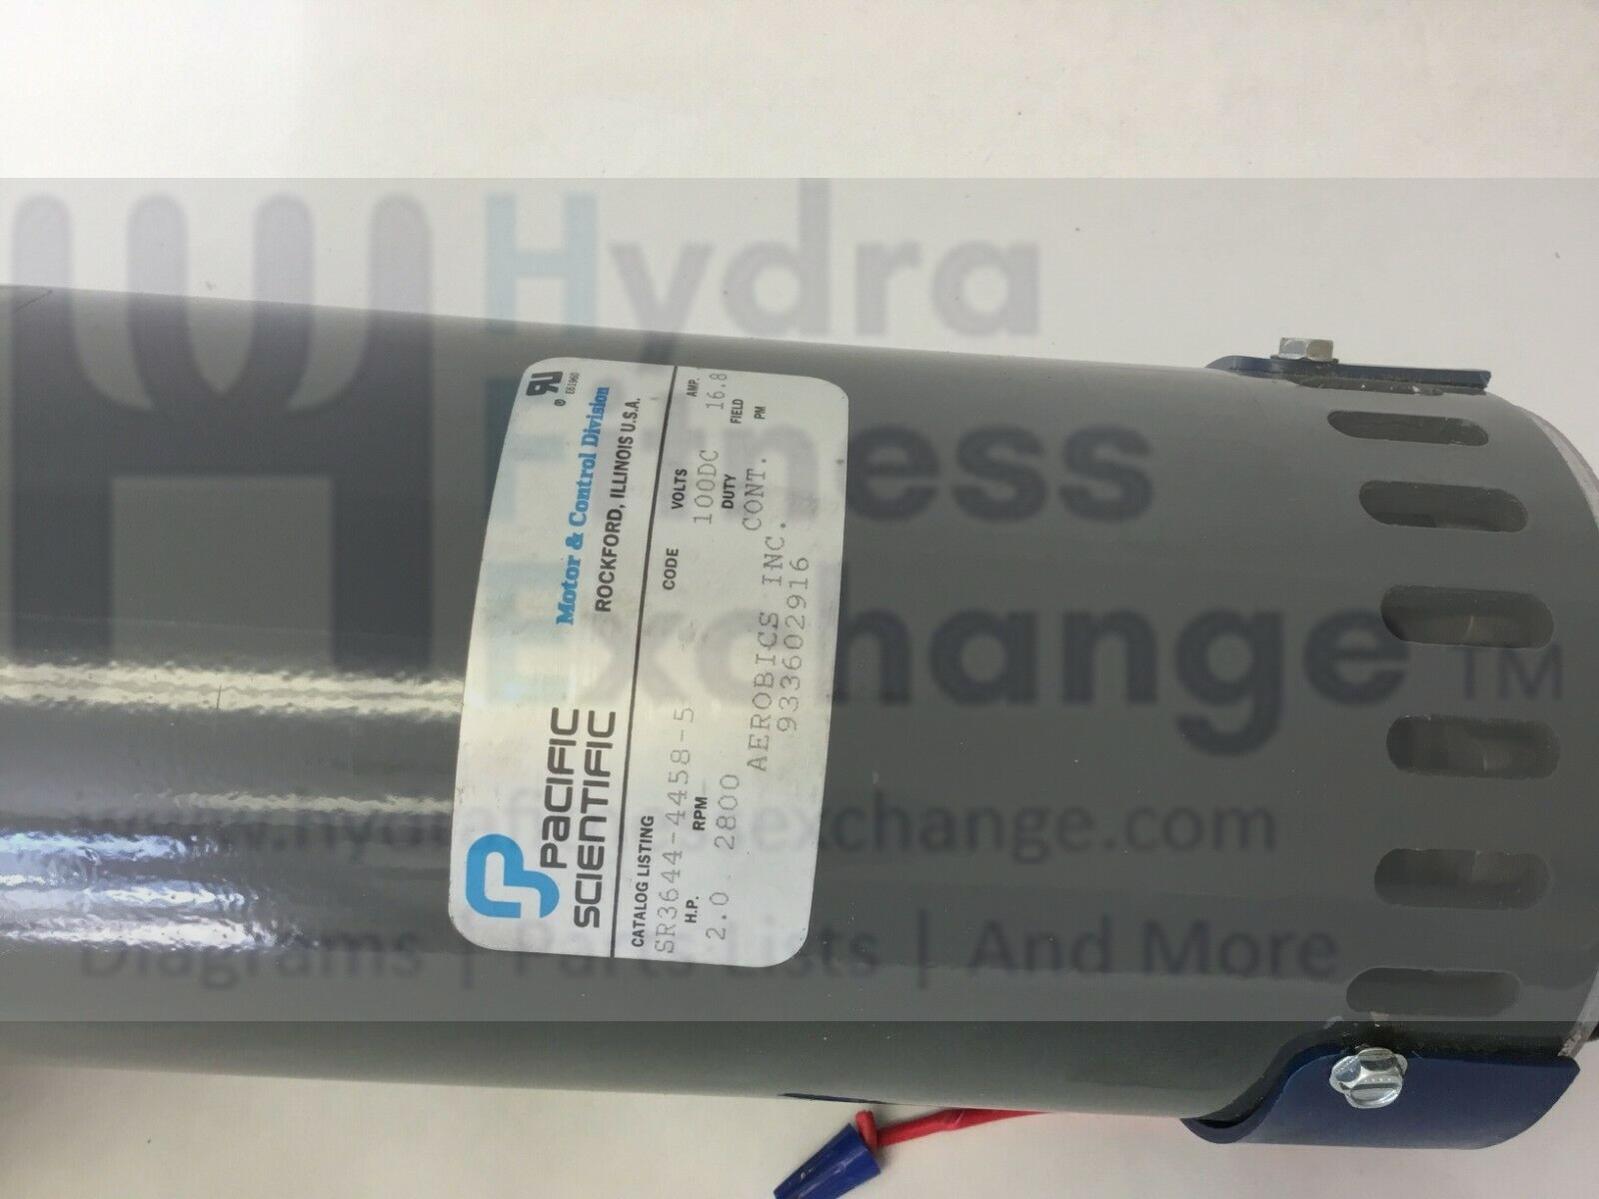 Hydra
Fitness
Exchange TM
www.hydrafitnessexchange.com
Diagrams | Parts Lists | And More
PACIFIC
SCIENTIFIC
Motor & Control Division
ROCKFORD, ILLINOIS U.S.A.
®
E61960
CATALOG LISTING CODE VOLTS AMP.
SR3644-4458-5 100DC 16.8
H.P. RPM DUTY FIELD
2.0 2800 CONT. PM
AEROBICS INC.
9336602916